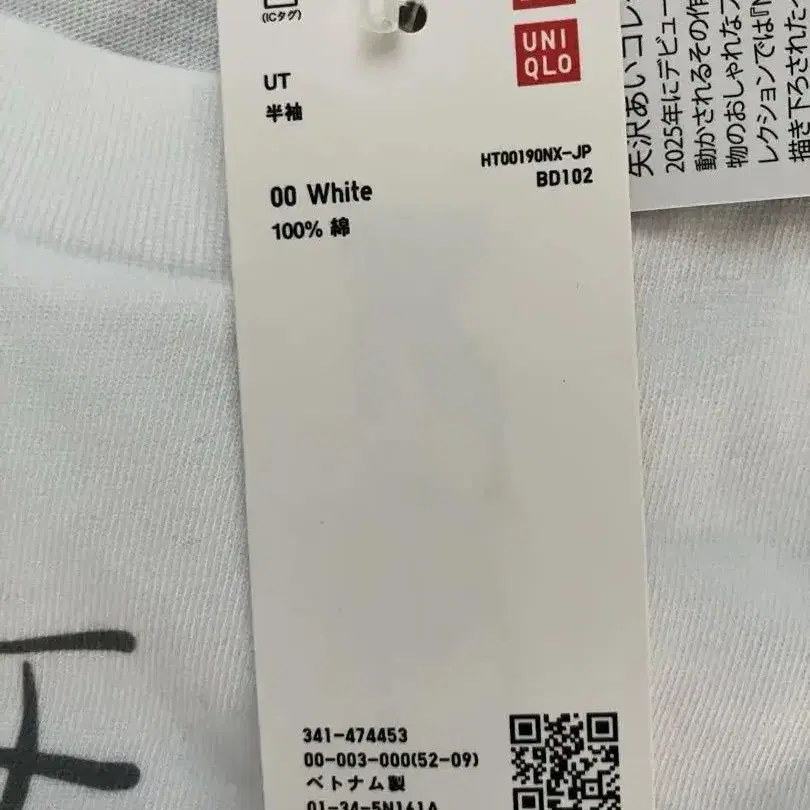 (ICタグ)
UNI
QLO
UT
半袖
HT00190NX-JP
BD102
00 White
100% 綿
341-474453
00-003-000(52-09)
ベトナム製
01-34-5N161A
矢沢あいコレ
2025年にデビュー
動かされるその作
物のおしゃれな
レクションでは『N
描き下ろされた